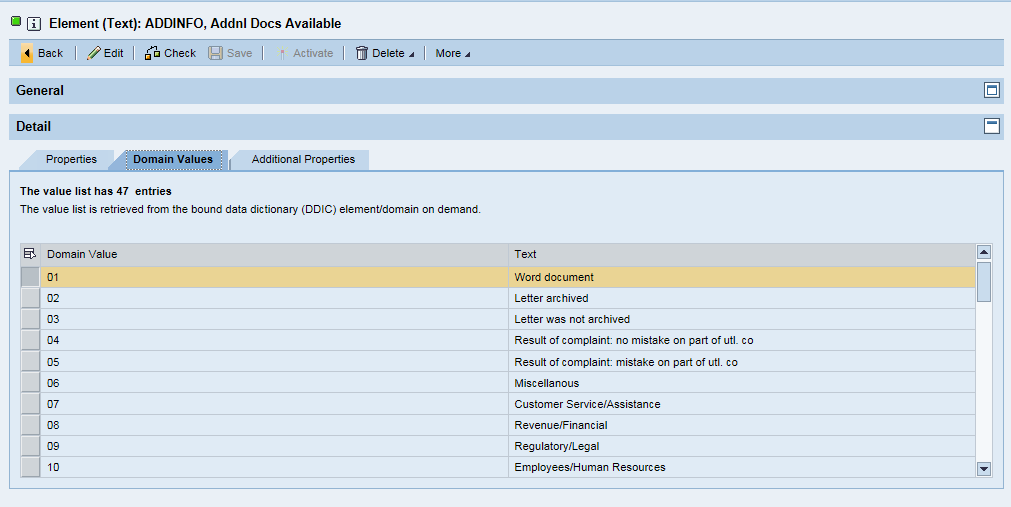 Element (Text): ADDINFO, Addnl Docs Available
Back Edit Check Save Activate Delete More
General
Detail
Properties Domain Values Additional Properties
The value list has 47 entries
The value list is retrieved from the bound data dictionary (DDIC) element/domain on demand.
Domain Value Text
01 Word document
02 Letter archived
03 Letter was not archived
04 Result of complaint: no mistake on part of utl. co
05 Result of complaint: mistake on part of utl. co
06 Miscellanous
07 Customer Service/Assistance
08 Revenue/Financial
09 Regulatory/Legal
10 Employees/Human Resources